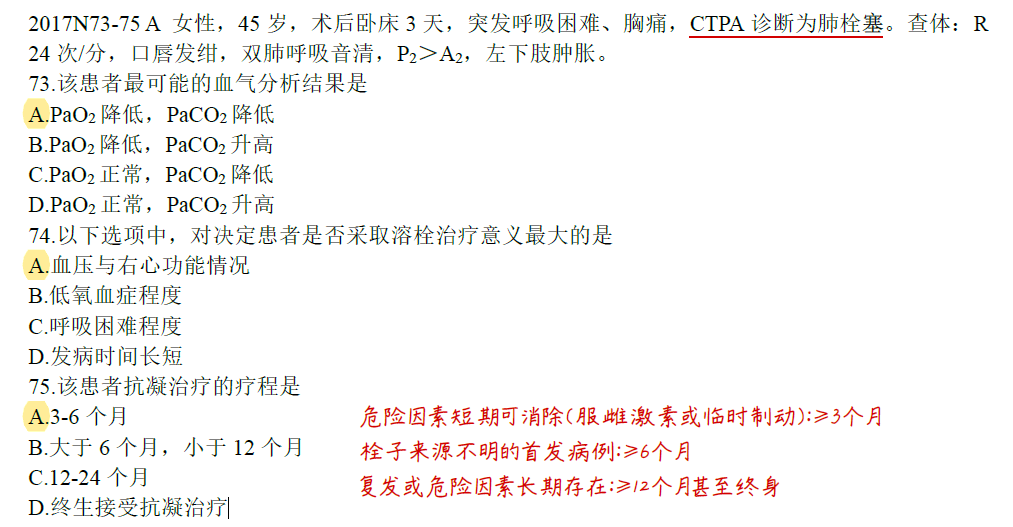 2017N73-75 A 女性，45 岁，术后卧床 3 天，突发呼吸困难、胸痛，CTPA 诊断为肺栓塞。查体：R
24 次/分，口唇发绀，双肺呼吸音清，P₂＞A₂，左下肢肿胀。
73.该患者最可能的血气分析结果是
A.PaO₂ 降低，PaCO₂ 降低
B.PaO₂ 降低，PaCO₂ 升高
C.PaO₂ 正常，PaCO₂ 降低
D.PaO₂ 正常，PaCO₂ 升高
74.以下选项中，对决定患者是否采取溶栓治疗意义最大的是
A.血压与右心功能情况
B.低氧血症程度
C.呼吸困难程度
D.发病时间长短
75.该患者抗凝治疗的疗程是
A.3-6 个月 危险因素短期可消除(服雌激素或临时制动):≥3个月
B.大于 6 个月，小于 12 个月 栓子来源不明的首发病例:≥6个月
C.12-24 个月 复发或危险因素长期存在:≥12个月甚至终身
D.终生接受抗凝治疗